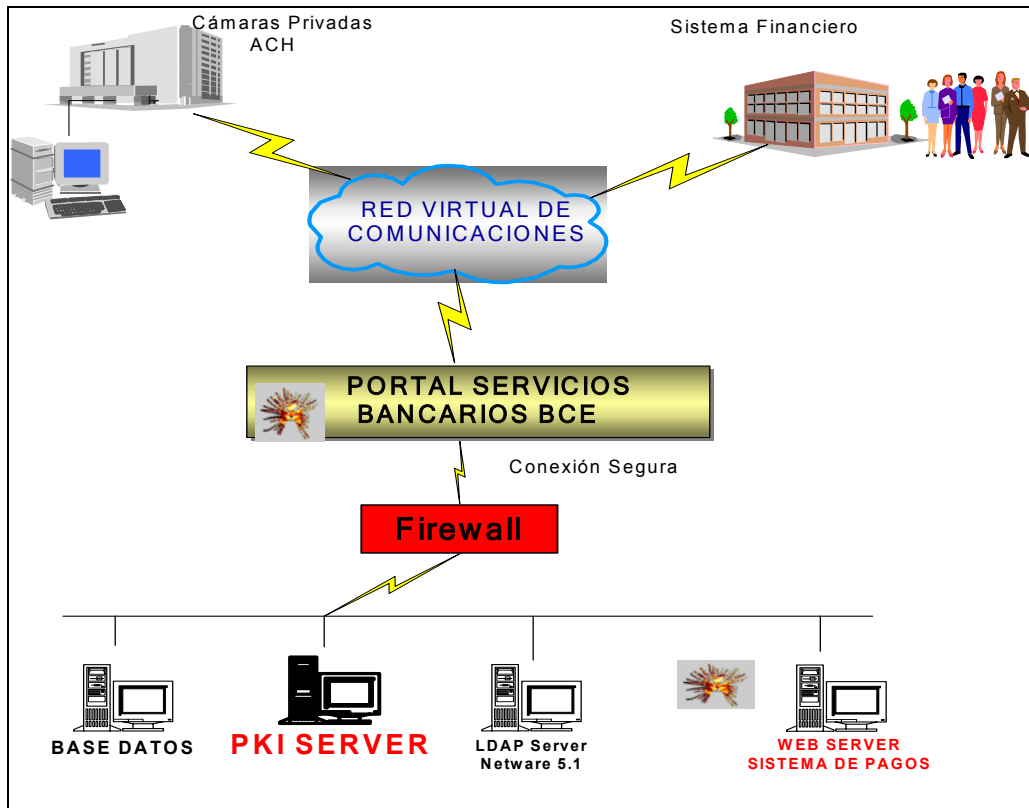 Cámaras Privadas
ACH
Sistema Financiero
RED VIRTUAL DE
COMUNICACIONES
PORTAL SERVICIOS
BANCARIOS BCE
Conexión Segura
Firewall
BASE DATOS
PKI SERVER
LDAP Server
Netware 5.1
WEB SERVER
SISTEMA DE PAGOS